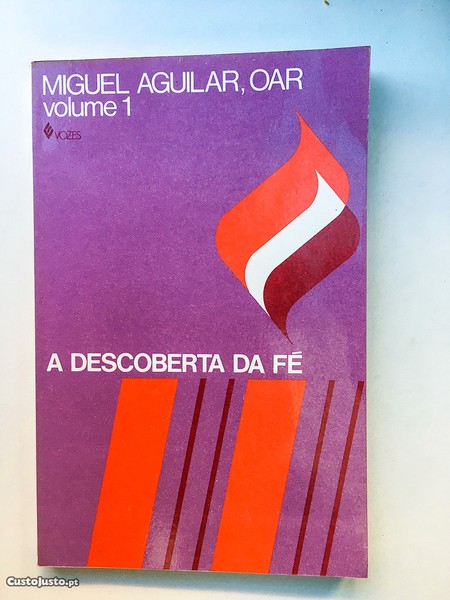 MIGUEL AGUILAR, OAR
volume 1
VOZES
A DESCOBERTA DA FÉ
CustoJusto.pt